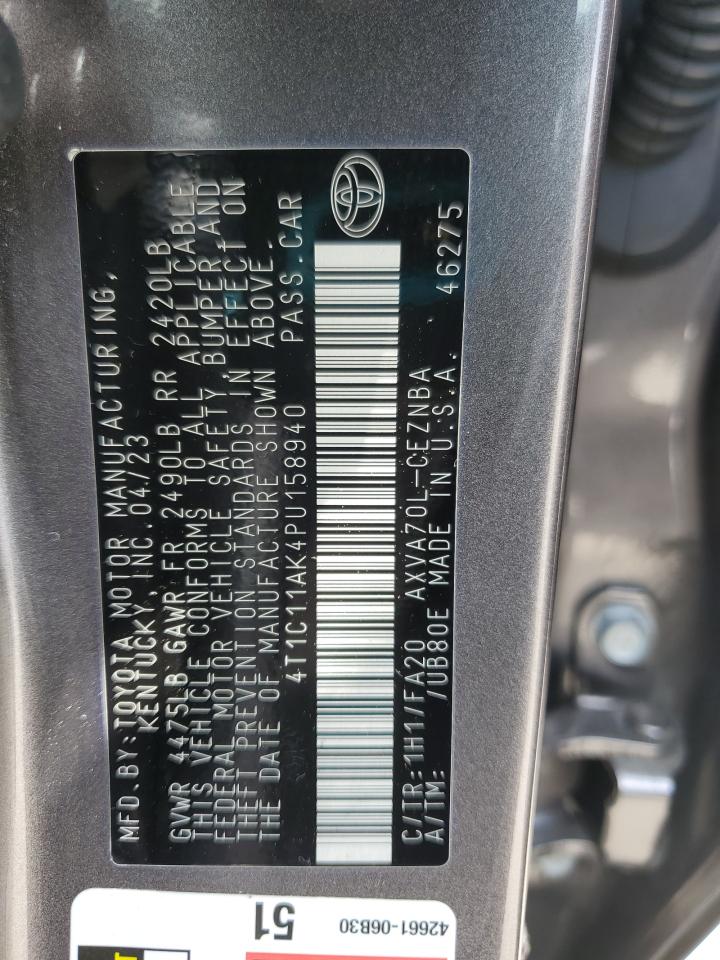 MFD.BY:TOYOTA MOTOR MANUFACTURING,
KENTUCKY, INC.04/23
GVWR 4475LB GAWR FR 2490LB RR 2420LB
THIS VEHICLE CONFORMS TO ALL APPLICABLE
FEDERAL MOTOR VEHICLE SAFETY, BUMPER AND
THEFT PREVENTION STANDARDS IN EFFECT ON
THE DATE OF MANUFACTURE SHOWN ABOVE.
4T1C11AK4PU158940 PASS.CAR
C/TR:1H1/FA20 AXVA70L-CEZNBA
A/TM: /UB80E MADE IN U.S.A. 46275
51
42661-06B30